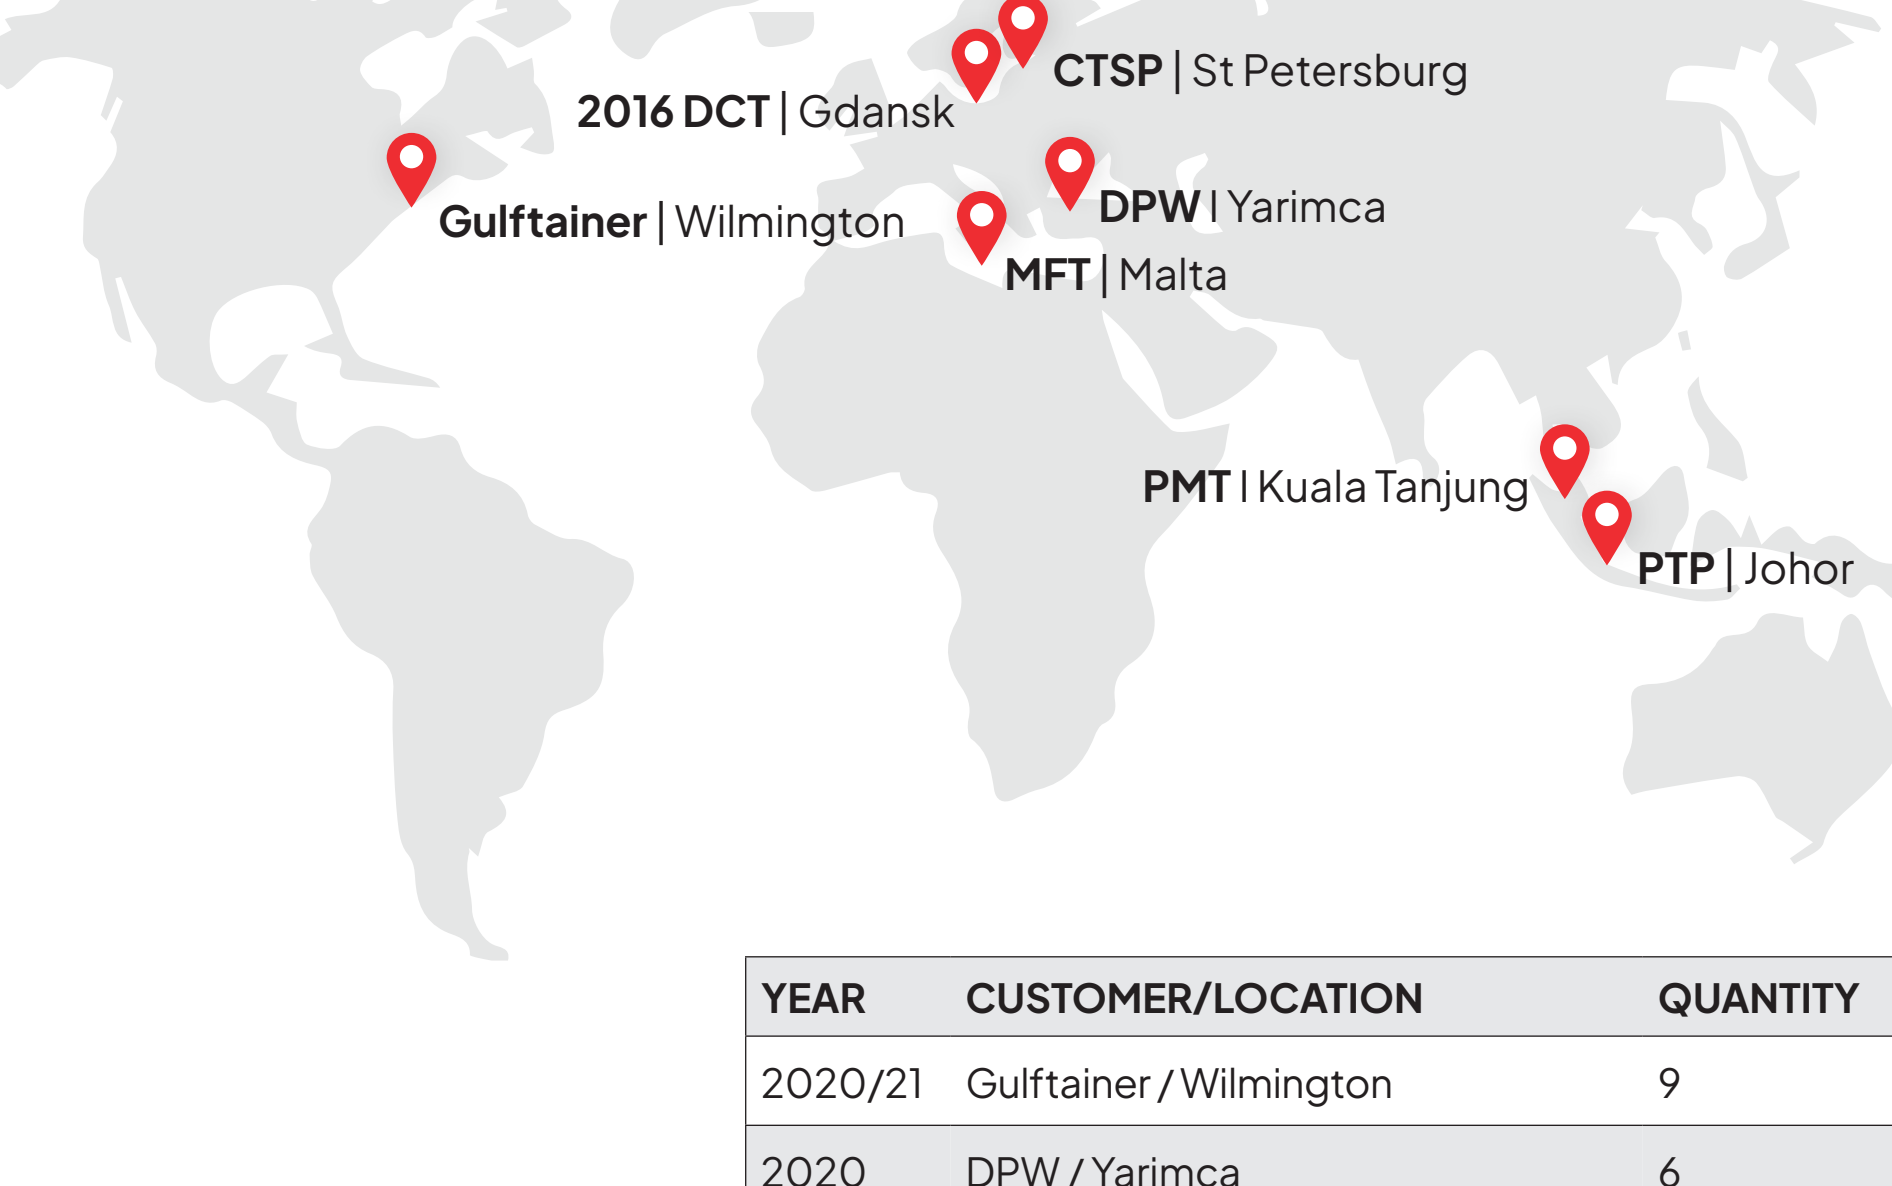 CTSP | St Petersburg
2016 DCT | Gdansk
DPW I Yarimca
Gulftainer | Wilmington
MFT | Malta
PMT I Kuala Tanjung
PTP | Johor
YEAR CUSTOMER/LOCATION QUANTITY
2020/21 Gulftainer / Wilmington 9
2020 DPW / Yarimca 6